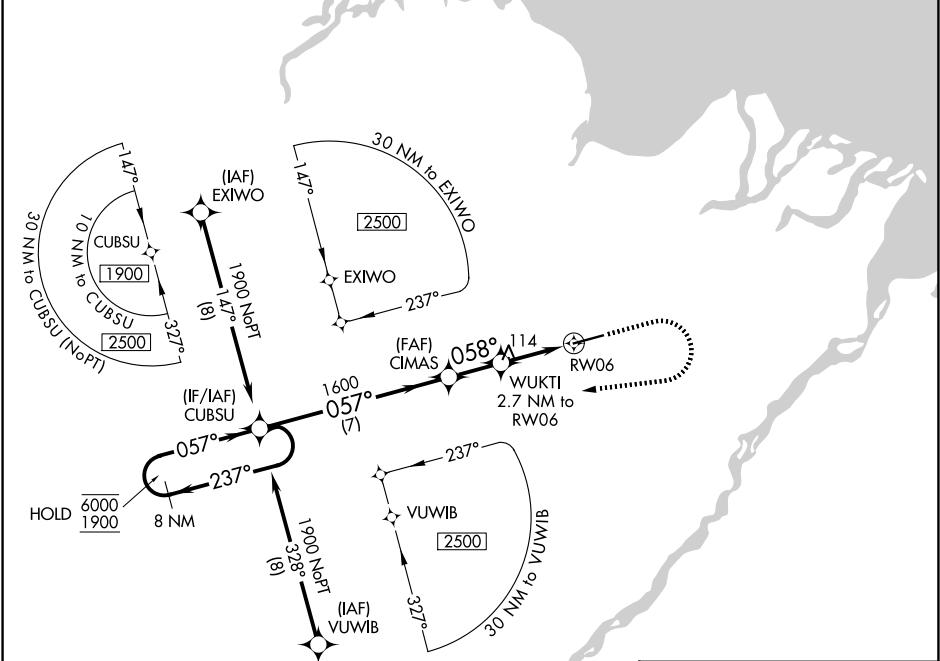 30 NM to EXIWO
147°
2500
EXIWO
237°
147°
30 NM to CUBSU (NoPT)
10 NM to CUBSU
CUBSU
1900
2500
327°
(IAF)
EXIWO
1900 NoPT
147°
(8)
(FAF)
CIMAS
058°
114
RW06
WUKTI
2.7 NM to
RW06
1600
057°
(7)
(IF/IAF)
CUBSU
057°
237°
HOLD
6000
1900
8 NM
1900 NoPT
328°
(8)
(IAF)
VUWIB
237°
VUWIB
2500
327°
30 NM to VUWIB